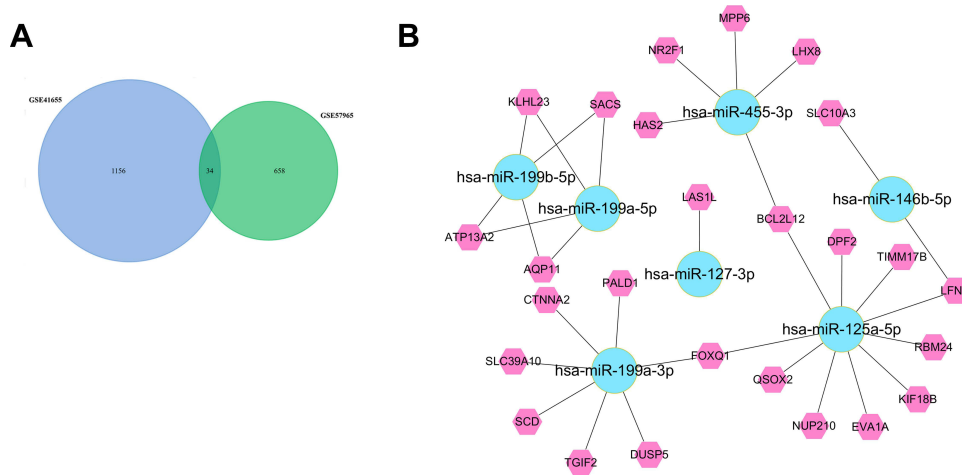 A
B
GSE41655
GSE57965
1156
34
658
MPP6
NR2F1
LHX8
KLHL23
SACS
hsa-miR-455-3p
SLC10A3
HAS2
hsa-miR-199b-5p
LAS1L
hsa-miR-146b-5p
hsa-miR-199a-5p
BCL2L12
ATP13A2
DPF2
TIMM17B
AQP11
hsa-miR-127-3p
PALD1
LFN
CTNNA2
hsa-miR-125a-5p
RBM24
SLC39A10
FOXQ1
hsa-miR-199a-3p
QSOX2
KIF18B
SCD
NUP210
EVA1A
DUSP5
TGIF2